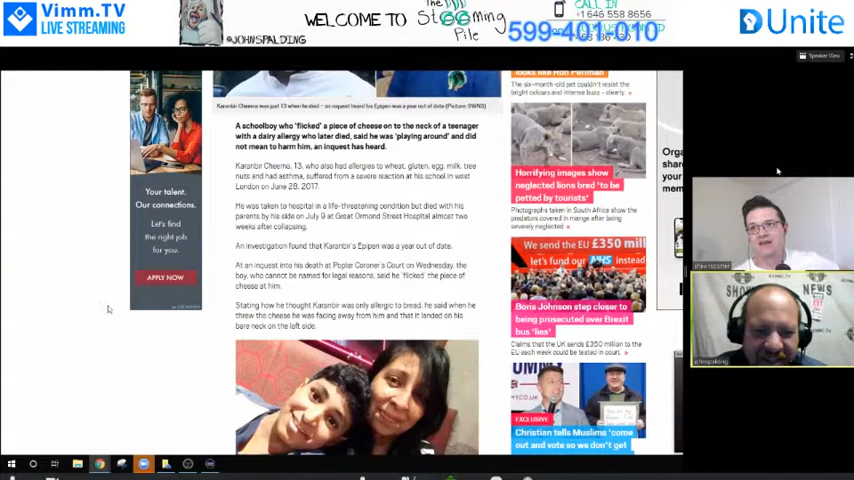 Vimm.TV
LIVE STREAMING
@JOHNSPALDING
WELCOME TO
The
Steeming
Pile
CALL IN
+1 646 558 8656
599-401-010
DUnite
Speaker View
Karanbir Cheema was just 13 when he died – an inquest heard his Epipen was a year out of date (Picture: SWNS)
A schoolboy who 'flicked' a piece of cheese on to the neck of a teenager
with a dairy allergy who later died, said he was 'playing around' and did
not mean to harm him, an inquest has heard.
Karanbir Cheema, 13, who also had allergies to wheat, gluten, egg, milk, tree
nuts and had asthma, suffered from a severe reaction at his school in west
London on June 28, 2017.
He was taken to hospital in a life-threatening condition but died with his
parents by his side on July 9 at Great Ormond Street Hospital almost two
weeks after collapsing.
An investigation found that Karanbir's Epipen was a year out of date.
At an inquest into his death at Poplar Coroner's Court on Wednesday, the
boy, who cannot be named for legal reasons, said he 'flicked' the piece of
cheese at him.
Stating how he thought Karanbir was only allergic to bread, he said when he
threw the cheese he was facing away from him and that it landed on his
bare neck on the left side.
Your talent.
Our connections.
Let's find
the right job
for you.
APPLY NOW
looks like Ron Perlman
The six-month-old pet couldn't resist the
bright colours and intense buzz - clearly.
Horrifying images show
neglected lions bred 'to be
petted by tourists'
Photographs taken in South Africa show the
predators covered in mange after being
severely neglected.
We send the EU £350 mill
let's fund our NHS instead
Boris Johnson step closer to
being prosecuted over Brexit
bus 'lies'
Claims that the UK sends £350 million to the
EU each week could be tested in court.
EXCLUSIVE
Christian tells Muslims 'come
out and vote so we don't get
Orga
share
your
mem
SHOW
NEWS
johnspalding